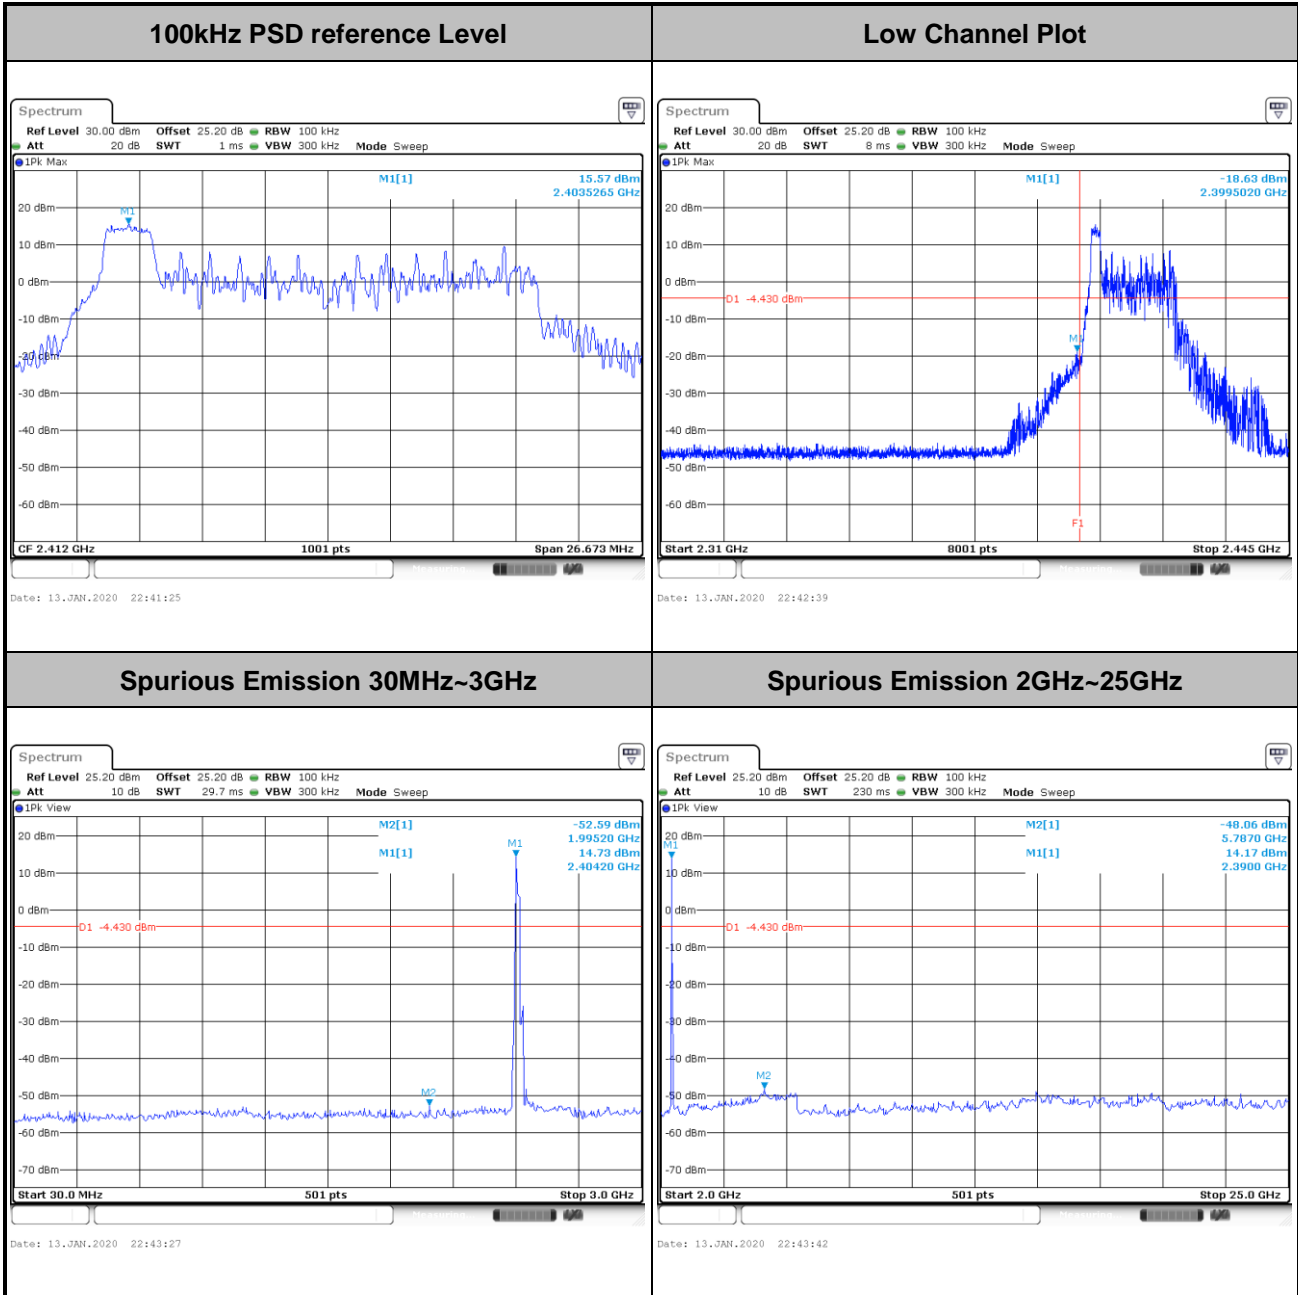 100kHz PSD reference Level
Spectrum
Ref Level 30.00 dBm Offset 25.20 dB RBW 100 kHz
Att 20 dB SWT 1 ms VBW 300 kHz Mode Sweep
1Pk Max
M1[1] 15.57 dBm
2.4035265 GHz
M1
20 dBm
10 dBm
0 dBm
-10 dBm
-20 dBm
-30 dBm
-40 dBm
-50 dBm
-60 dBm
CF 2.412 GHz 1001 pts Span 26.673 MHz
Measuring
Date: 13.JAN.2020 22:41:25
Low Channel Plot
Spectrum
Ref Level 30.00 dBm Offset 25.20 dB RBW 100 kHz
Att 20 dB SWT 8 ms VBW 300 kHz Mode Sweep
1Pk Max
M1[1] -18.63 dBm
2.3995020 GHz
20 dBm
10 dBm
0 dBm
D1 -4.430 dBm
-10 dBm
-20 dBm
-30 dBm
-40 dBm
-50 dBm
-60 dBm
F1
Start 2.31 GHz 8001 pts Stop 2.445 GHz
Measuring
Date: 13.JAN.2020 22:42:39
Spurious Emission 30MHz~3GHz
Spectrum
Ref Level 25.20 dBm Offset 25.20 dB RBW 100 kHz
Att 10 dB SWT 29.7 ms VBW 300 kHz Mode Sweep
1Pk View
M2[1] -52.59 dBm
1.99520 GHz
M1[1] 14.73 dBm
2.40420 GHz
M1
20 dBm
10 dBm
0 dBm
D1 -4.430 dBm
-10 dBm
-20 dBm
-30 dBm
-40 dBm
-50 dBm
M2
-60 dBm
-70 dBm
Start 30.0 MHz 501 pts Stop 3.0 GHz
Measuring
Date: 13.JAN.2020 22:43:27
Spurious Emission 2GHz~25GHz
Spectrum
Ref Level 25.20 dBm Offset 25.20 dB RBW 100 kHz
Att 10 dB SWT 230 ms VBW 300 kHz Mode Sweep
1Pk View
M2[1] -48.06 dBm
5.7870 GHz
M1[1] 14.17 dBm
2.3900 GHz
20 dBm
M1
10 dBm
0 dBm
D1 -4.430 dBm
-10 dBm
-20 dBm
-30 dBm
-40 dBm
M2
-50 dBm
-60 dBm
-70 dBm
Start 2.0 GHz 501 pts Stop 25.0 GHz
Measuring
Date: 13.JAN.2020 22:43:42